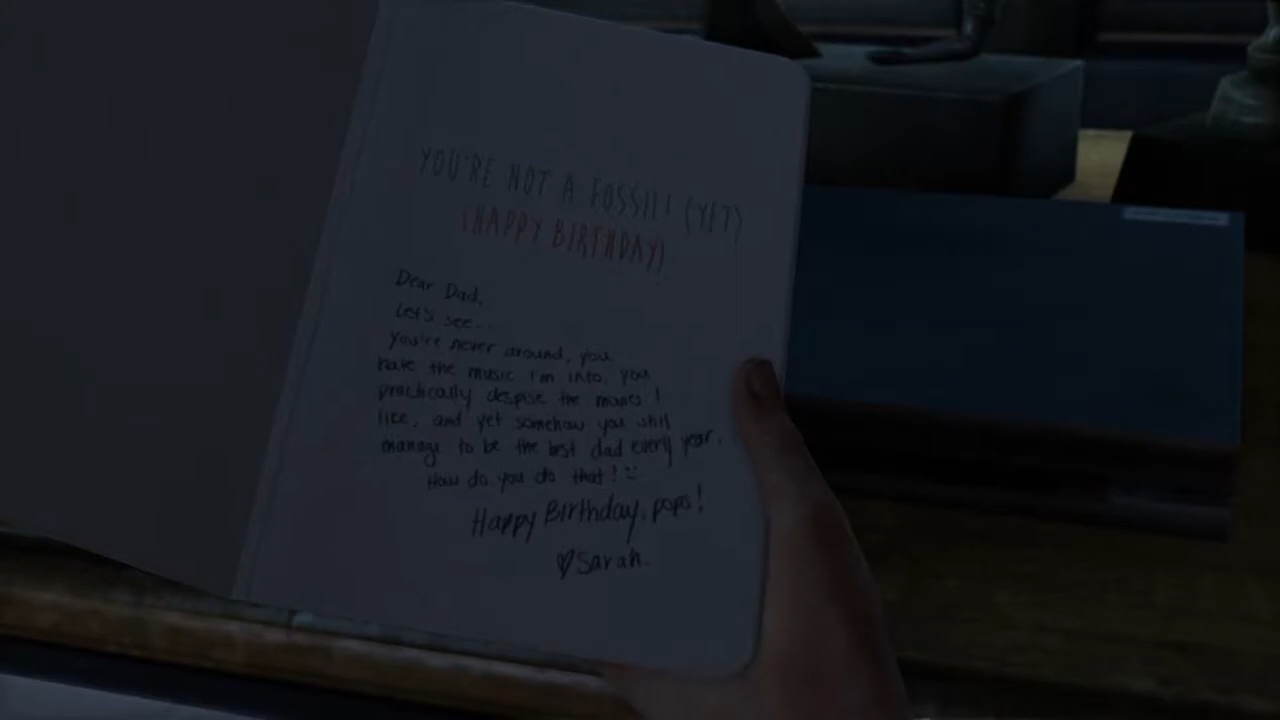 YOU'RE NOT A FOSSIL! (YET)
(HAPPY BIRTHDAY)
Dear Dad,
Let's see...
You're never around, you
hate the music I'm into, you
practically despise the movies I
like, and yet somehow you still
manage to be the best dad every year.
How do you do that? :)
Happy Birthday, pops!
♡ Sarah.